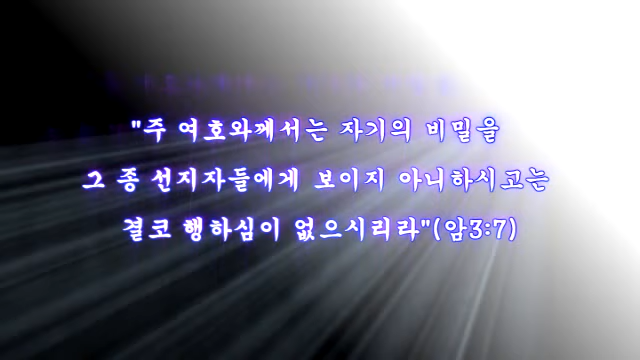 "주 여호와께서는 자기의 비밀을
그 종 선지자들에게 보이지 아니하시고는
결코 행하심이 없으시리라"(암3:7)